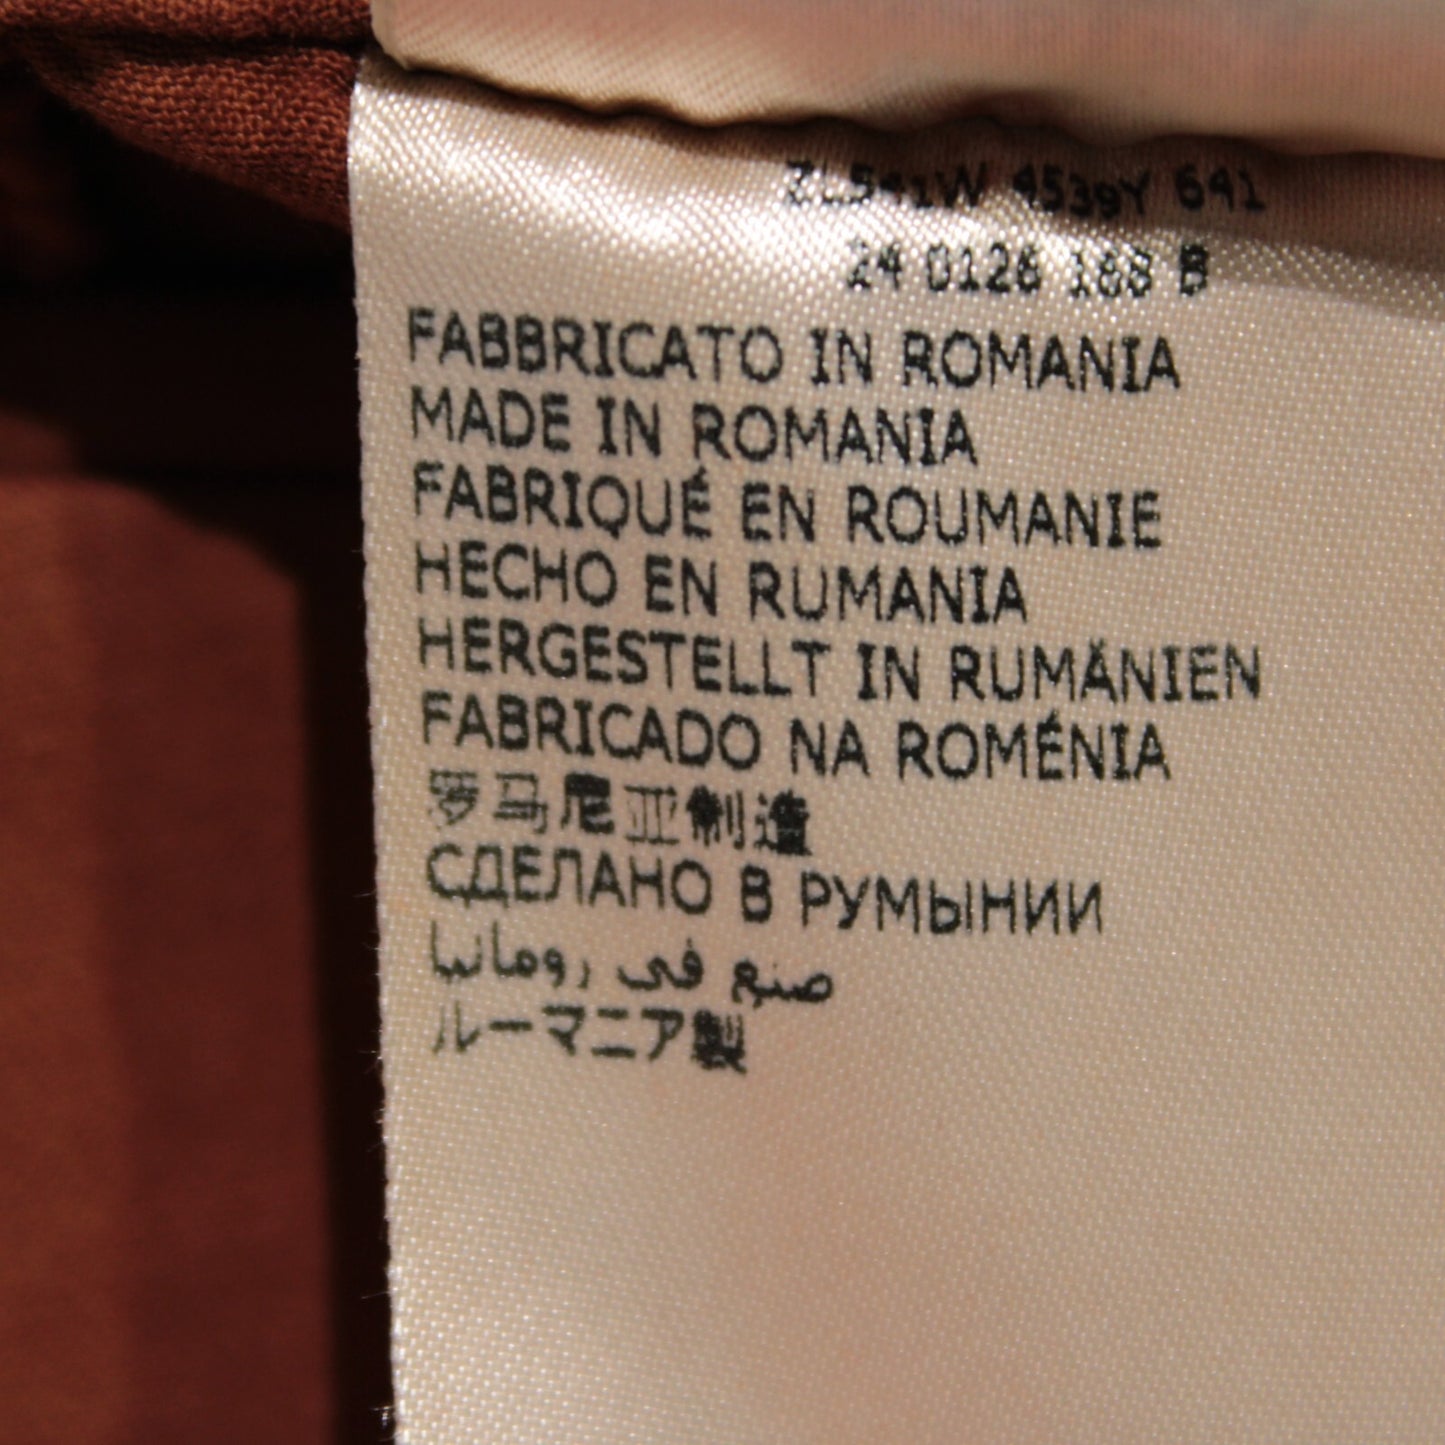 ZL541W 4539Y 641
24 0126 168 B
FABBRICATO IN ROMANIA
MADE IN ROMANIA
FABRIQUÉ EN ROUMANIE
HECHO EN RUMANIA
HERGESTELLT IN RUMÄNIEN
FABRICADO NA ROMÉNIA
罗马尼亚制造
СДЕЛАНО В РУМЫНИИ
صنع في رومانيا
ルーマニア製